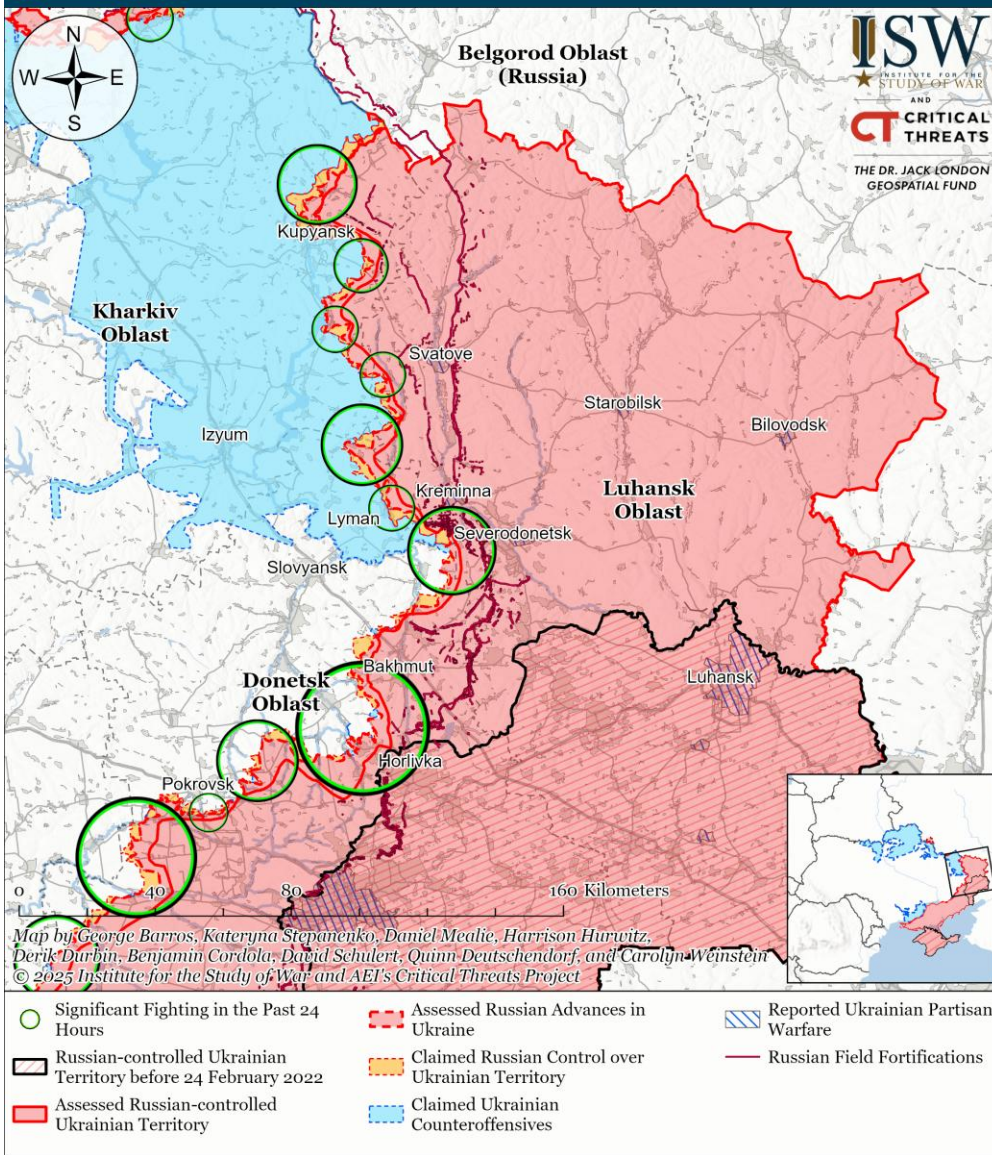 N
W
E
S
Belgorod Oblast
(Russia)
ISW
INSTITUTE FOR THE
STUDY OF WAR
AND
CT CRITICAL
THREATS
THE DR. JACK LONDON
GEOSPATIAL FUND
Kupyansk
Kharkiv
Oblast
Svatove
Starobilsk
Bilovodsk
Izyum
Kreminna
Luhansk
Oblast
Lyman
Severodonetsk
Slovyansk
Bakhmut
Luhansk
Donetsk
Oblast
Horlivka
Pokrovsk
0
40
80
160 Kilometers
Map by George Barros, Kateryna Stepanenko, Daniel Mealie, Harrison Hurwitz,
Derik Durbin, Benjamin Cordola, David Schulert, Quinn Deutschendorf, and Carolyn Weinstein
© 2025 Institute for the Study of War and AEI's Critical Threats Project
Significant Fighting in the Past 24
Hours
Russian-controlled Ukrainian
Territory before 24 February 2022
Assessed Russian-controlled
Ukrainian Territory
Assessed Russian Advances in
Ukraine
Claimed Russian Control over
Ukrainian Territory
Claimed Ukrainian
Counteroffensives
Reported Ukrainian Partisan
Warfare
Russian Field Fortifications